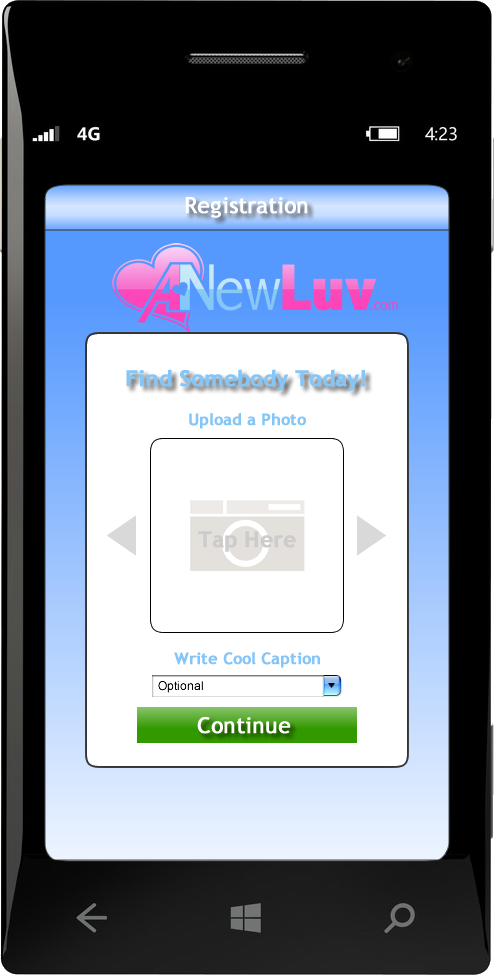 4G 4:23
Registration
ANewLuv.com
Find Somebody Today!
Upload a Photo
Tap Here
Write Cool Caption
Optional
Continue